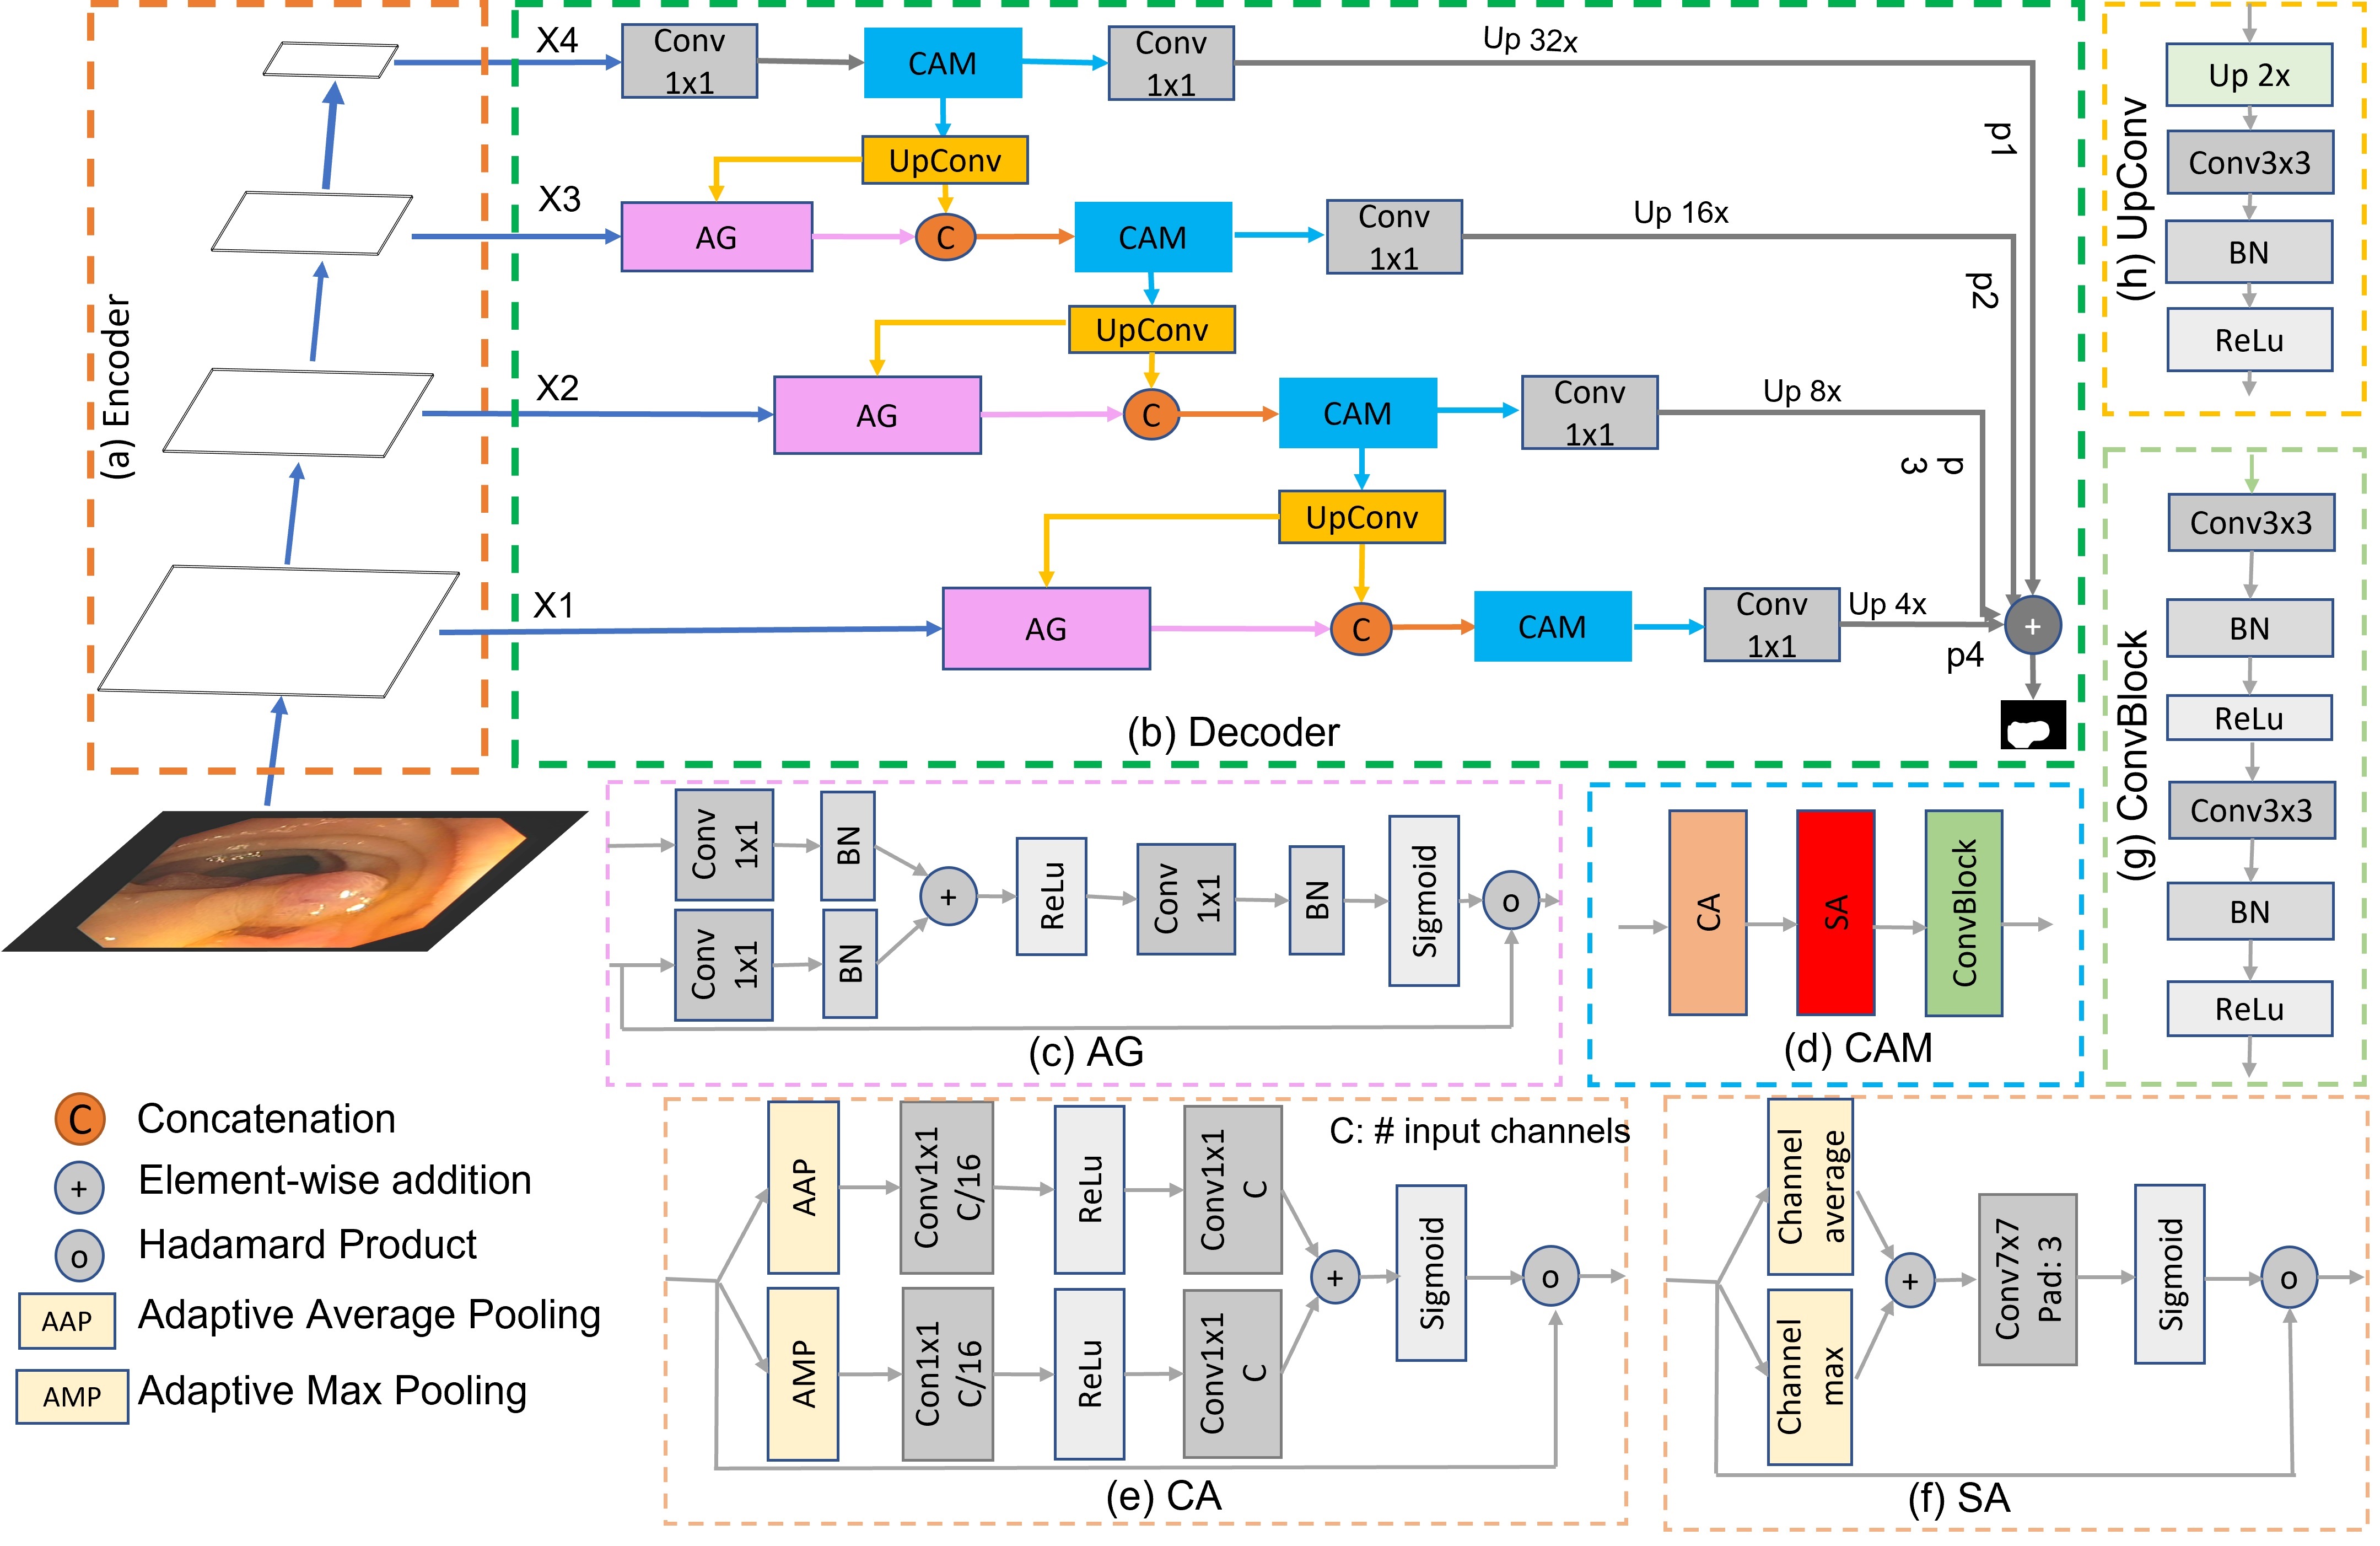 (a) Encoder
X4
Conv
1x1
CAM
Conv
1x1
Up 32x
p1
UpConv
X3
AG
C
CAM
Conv
1x1
Up 16x
p2
UpConv
X2
AG
C
CAM
Conv
1x1
Up 8x
p
3
UpConv
X1
AG
C
CAM
Conv
1x1
Up 4x
p4
+
(b) Decoder
(h) UpConv
Up 2x
Conv3x3
BN
ReLu
(g) ConvBlock
Conv3x3
BN
ReLu
Conv3x3
BN
ReLu
Conv
1x1
BN
Conv
1x1
BN
+
ReLu
Conv
1x1
BN
Sigmoid
o
(c) AG
CA
SA
ConvBlock
(d) CAM
C Concatenation
+ Element-wise addition
o Hadamard Product
AAP Adaptive Average Pooling
AMP Adaptive Max Pooling
C: # input channels
AAP
Conv1x1
C/16
ReLu
Conv1x1
C
AMP
Con1x1
C/16
ReLu
Conv1x1
C
+
Sigmoid
o
(e) CA
Channel
average
Channel
max
+
Conv7x7
Pad: 3
Sigmoid
o
(f) SA